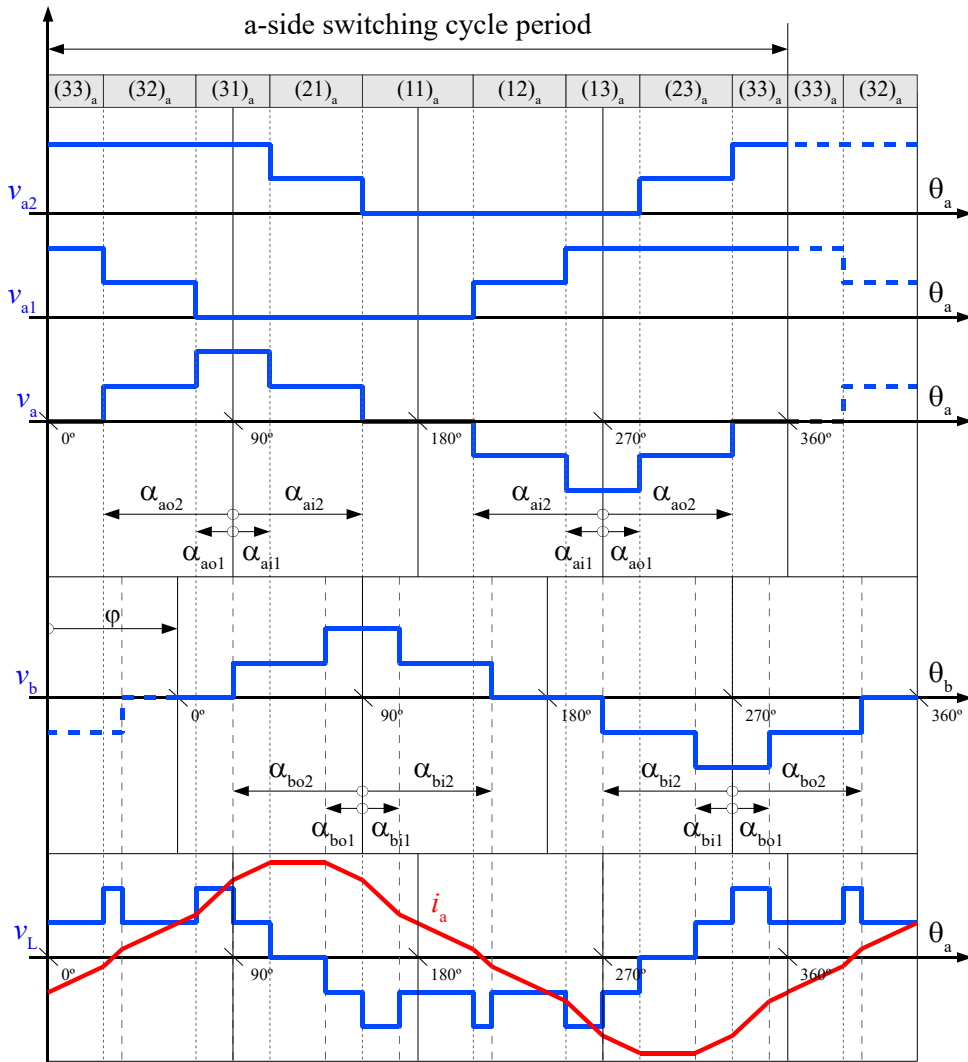 a-side switching cycle period
(33)a (32)a (31)a (21)a (11)a (12)a (13)a (23)a (33)a (33)a (32)a
va2 θa
va1 θa
va θa
0º 90º 180º 270º 360º
αao2 αai2 αai2 αao2
αao1 αai1 αai1 αao1
φ
vb θb
0º 90º 180º 270º 360º
αbo2 αbi2 αbi2 αbo2
αbo1 αbi1 αbi1 αbo1
ia
vL θa
0º 90º 180º 270º 360º